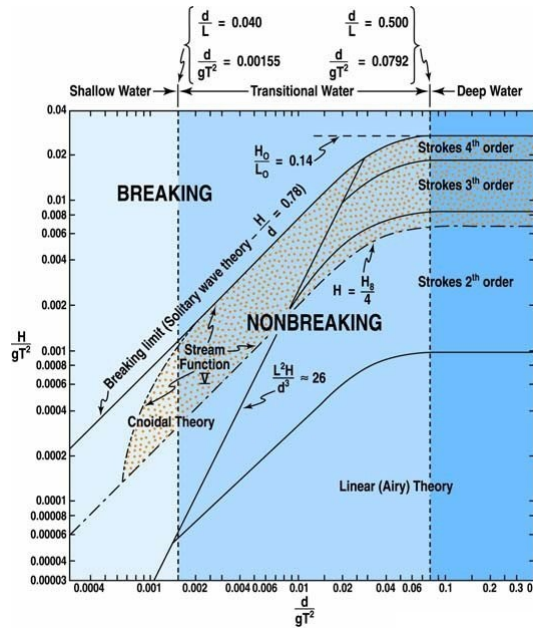 d/L = 0.040
d/L = 0.500
d/gT² = 0.00155
d/gT² = 0.0792
Shallow Water
Transitional Water
Deep Water
0.04
0.02
0.01
0.008
0.006
0.004
0.002
0.001
0.0008
0.0006
0.0004
0.0002
0.0001
0.00008
0.00006
0.00004
0.00003
H/gT²
H₀/L₀ = 0.14
Strokes 4th order
Strokes 3th order
BREAKING
Breaking limit (Solitary wave theory - H/d = 0.78)
H = H_B/4
Strokes 2th order
NONBREAKING
Stream
Function
V
L²H/d³ ≈ 26
Cnoidal Theory
Linear (Airy) Theory
0.0004
0.001
0.002
0.004 0.006
0.01
0.02
0.04
0.06
0.1
0.2
0.3
0.4
d/gT²